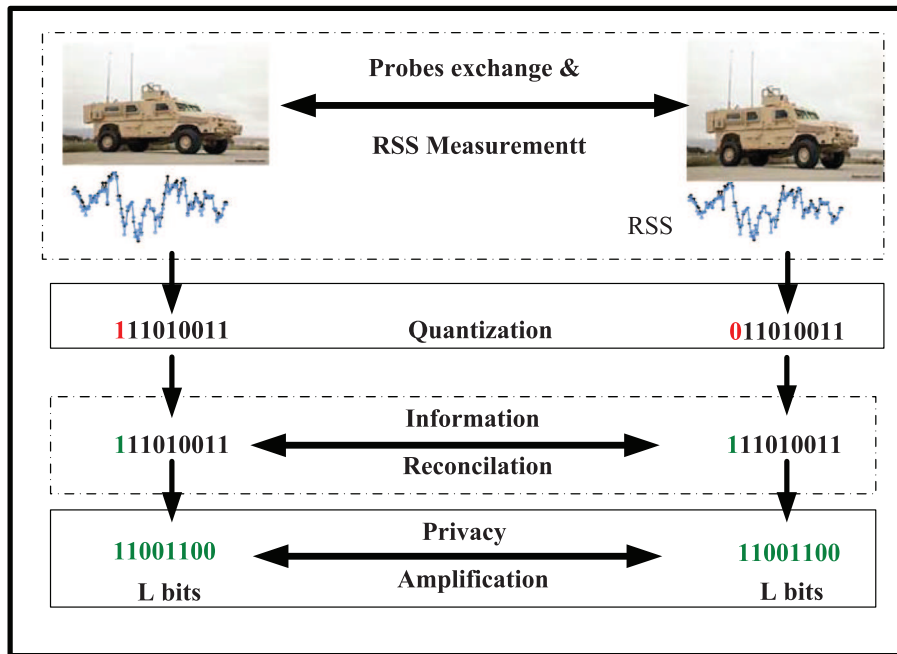 Probes exchange &
RSS Measurementt
RSS
111010011 Quantization 011010011
Information
111010011 111010011
Reconcilation
Privacy
11001100 11001100
Amplification
L bits L bits